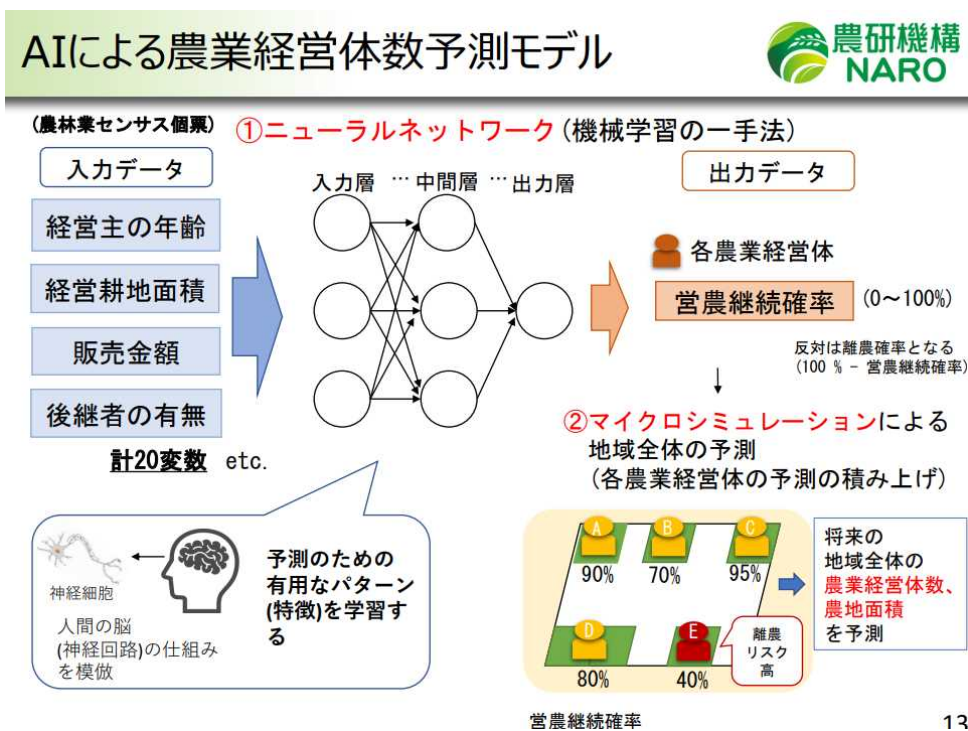 AIによる農業経営体数予測モデル
農研機構
NARO
(農林業センサス個票)
①ニューラルネットワーク(機械学習の一手法)
入力データ
経営主の年齢
経営耕地面積
販売金額
後継者の有無
計20変数 etc.
入力層 … 中間層 … 出力層
出力データ
各農業経営体
営農継続確率 (0～100%)
反対は離農確率となる
(100 % - 営農継続確率)
②マイクロシミュレーションによる
地域全体の予測
(各農業経営体の予測の積み上げ)
神経細胞
人間の脳
(神経回路)の仕組み
を模倣
予測のための
有用なパターン
(特徴)を学習す
る
A B C
90% 70% 95%
D E
80% 40%
離農
リスク
高
営農継続確率
将来の
地域全体の
農業経営体数、
農地面積
を予測
13